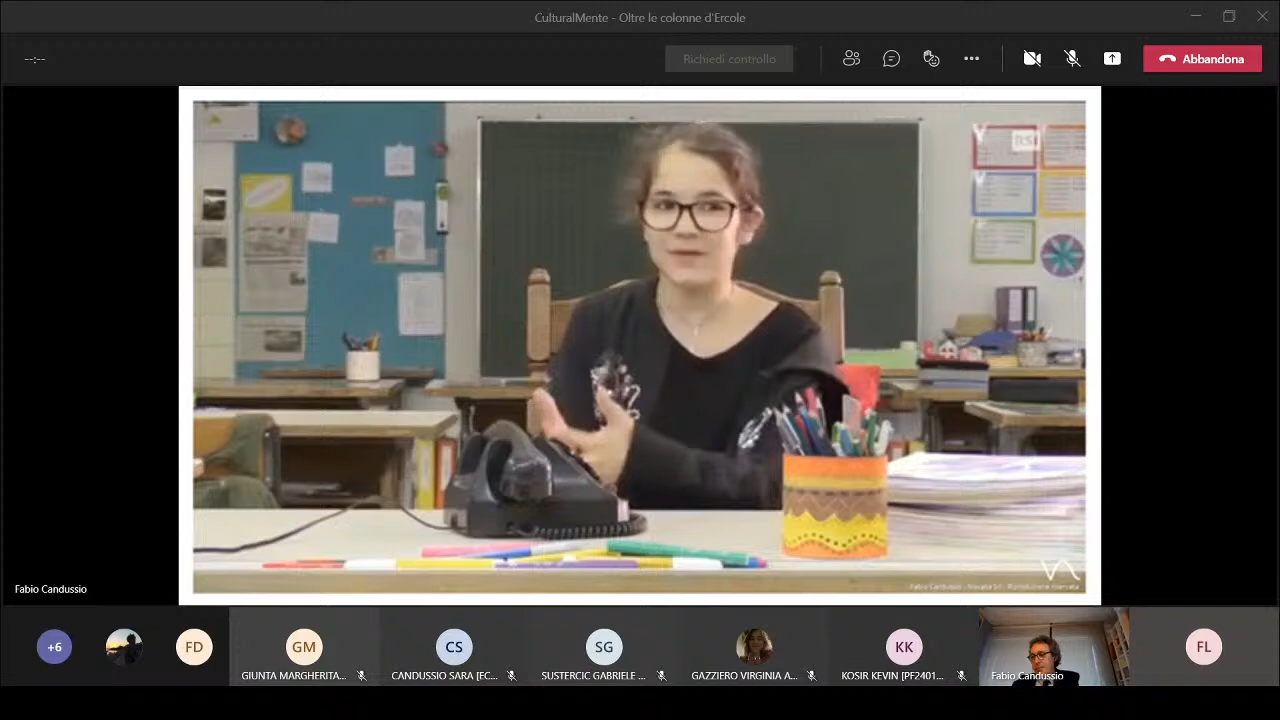 CulturalMente - Oltre le colonne d'Ercole
--:--
Richiedi controllo
Abbandona
RSI
Fabio Candussio
+6
FD
GM
CS
SG
KK
FL
GIUNTA MARGHERITA...
CANDUSSIO SARA [EC...
SUSTERCIC GABRIELE ...
GAZZIERO VIRGINIA A...
KOSIR KEVIN [PF2401...
Fabio Candussio